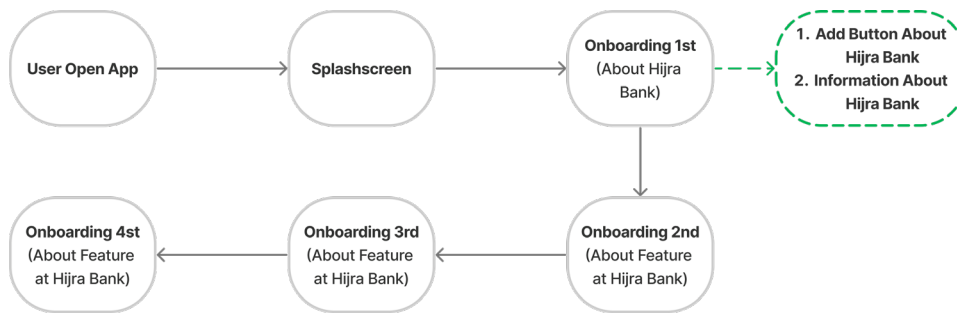 User Open App
Splashscreen
Onboarding 1st
(About Hijra
Bank)
1. Add Button About
Hijra Bank
2. Information About
Hijra Bank
Onboarding 4st
(About Feature
at Hijra Bank)
Onboarding 3rd
(About Feature
at Hijra Bank)
Onboarding 2nd
(About Feature
at Hijra Bank)